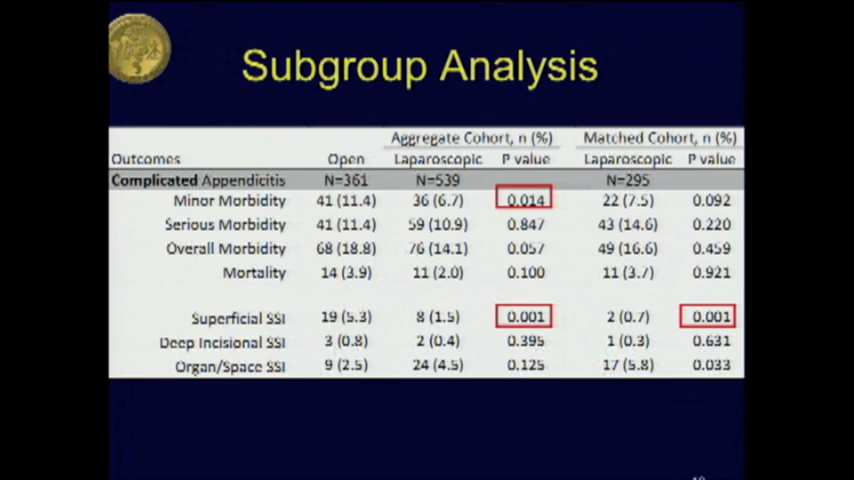 Subgroup Analysis
Aggregate Cohort, n (%) Matched Cohort, n (%)
Outcomes Open Laparoscopic P value Laparoscopic P value
Complicated Appendicitis N=361 N=539 N=295
Minor Morbidity 41 (11.4) 36 (6.7) 0.014 22 (7.5) 0.092
Serious Morbidity 41 (11.4) 59 (10.9) 0.847 43 (14.6) 0.220
Overall Morbidity 68 (18.8) 76 (14.1) 0.057 49 (16.6) 0.459
Mortality 14 (3.9) 11 (2.0) 0.100 11 (3.7) 0.921
Superficial SSI 19 (5.3) 8 (1.5) 0.001 2 (0.7) 0.001
Deep Incisional SSI 3 (0.8) 2 (0.4) 0.395 1 (0.3) 0.631
Organ/Space SSI 9 (2.5) 24 (4.5) 0.125 17 (5.8) 0.033